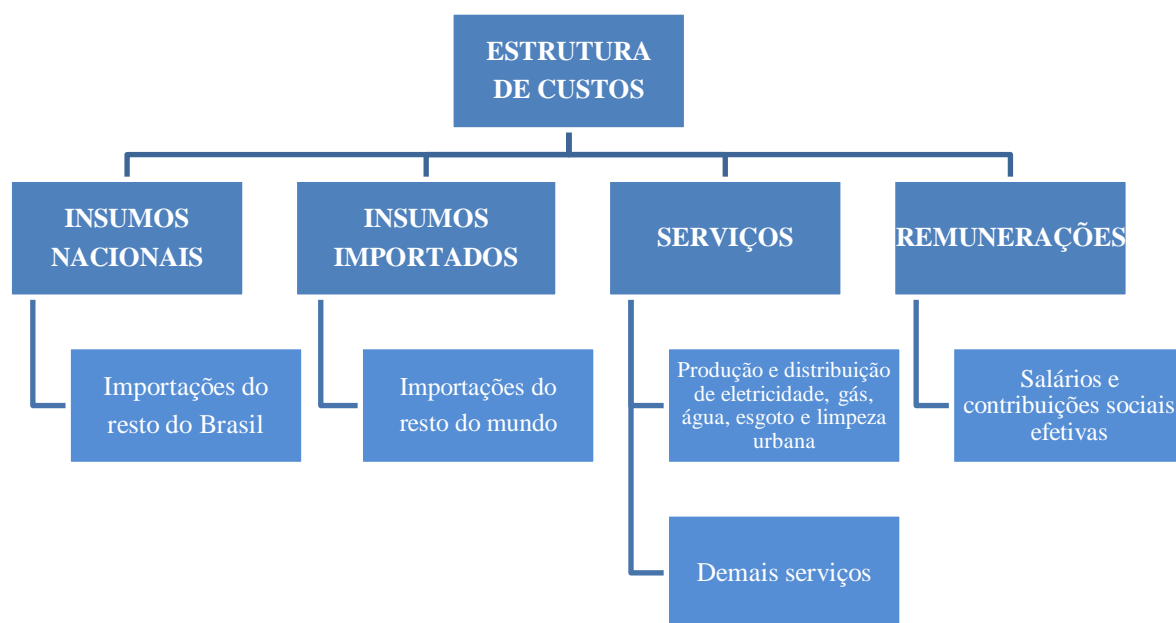 ESTRUTURA
DE CUSTOS
INSUMOS
NACIONAIS
INSUMOS
IMPORTADOS
SERVIÇOS
REMUNERAÇÕES
Importações do
resto do Brasil
Importações do
resto do mundo
Produção e distribuição
de eletricidade, gás,
água, esgoto e limpeza
urbana
Salários e
contribuições sociais
efetivas
Demais serviços